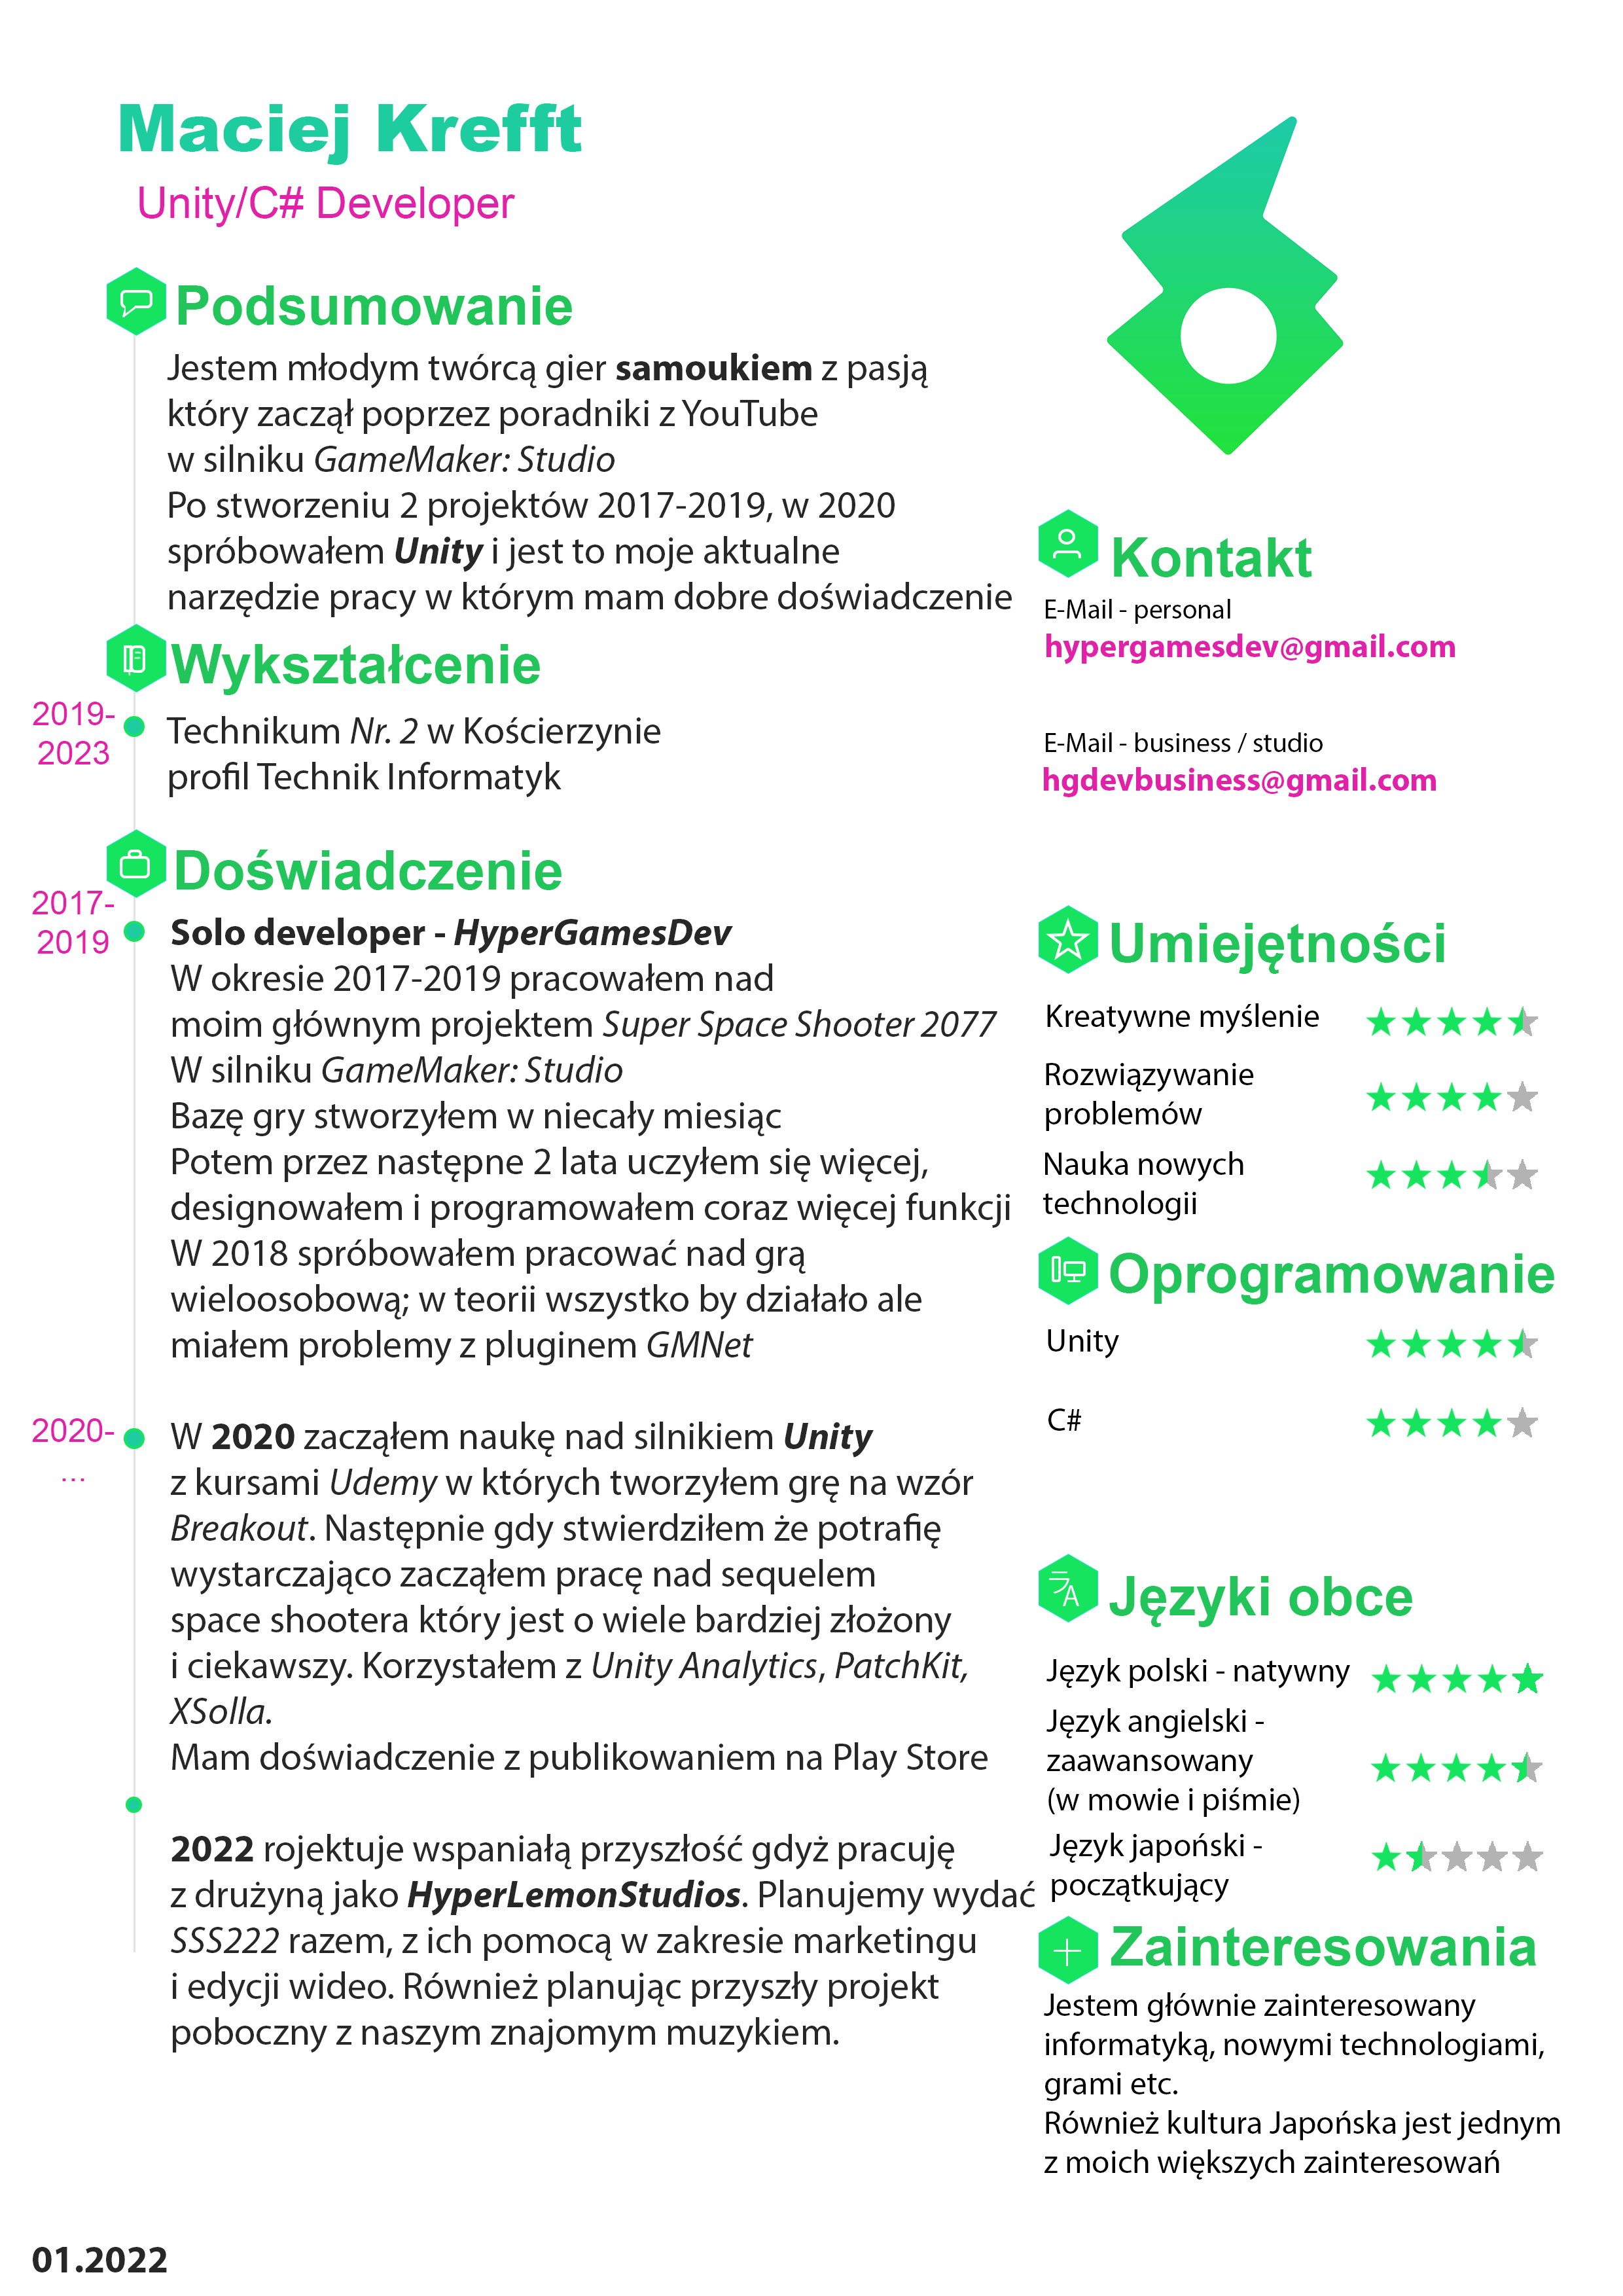 Maciej Krefft
Unity/C# Developer
Podsumowanie
Jestem młodym twórcą gier samoukiem z pasją
który zaczął poprzez poradniki z YouTube
w silniku GameMaker: Studio
Po stworzeniu 2 projektów 2017-2019, w 2020
spróbowałem Unity i jest to moje aktualne
narzędzie pracy w którym mam dobre doświadczenie
Wykształcenie
2019-
2023
Technikum Nr. 2 w Kościerzynie
profil Technik Informatyk
Doświadczenie
2017-
2019
Solo developer - HyperGamesDev
W okresie 2017-2019 pracowałem nad
moim głównym projektem Super Space Shooter 2077
W silniku GameMaker: Studio
Bazę gry stworzyłem w niecały miesiąc
Potem przez następne 2 lata uczyłem się więcej,
designowałem i programowałem coraz więcej funkcji
W 2018 spróbowałem pracować nad grą
wieloosobową; w teorii wszystko by działało ale
miałem problemy z pluginem GMNet
2020-
...
W 2020 zacząłem naukę nad silnikiem Unity
z kursami Udemy w których tworzyłem grę na wzór
Breakout. Następnie gdy stwierdziłem że potrafię
wystarczająco zacząłem pracę nad sequelem
space shootera który jest o wiele bardziej złożony
i ciekawszy. Korzystałem z Unity Analytics, PatchKit,
XSolla.
Mam doświadczenie z publikowaniem na Play Store
2022 rojektuje wspaniałą przyszłość gdyż pracuję
z drużyną jako HyperLemonStudios. Planujemy wydać
SSS222 razem, z ich pomocą w zakresie marketingu
i edycji wideo. Również planując przyszły projekt
poboczny z naszym znajomym muzykiem.
01.2022
Kontakt
E-Mail - personal
hypergamesdev@gmail.com
E-Mail - business / studio
hgdevbusiness@gmail.com
Umiejętności
Kreatywne myślenie
Rozwiązywanie
problemów
Nauka nowych
technologii
Oprogramowanie
Unity
C#
Języki obce
Język polski - natywny
Język angielski -
zaawansowany
(w mowie i piśmie)
Język japoński -
początkujący
Zainteresowania
Jestem głównie zainteresowany
informatyką, nowymi technologiami,
grami etc.
Również kultura Japońska jest jednym
z moich większych zainteresowań